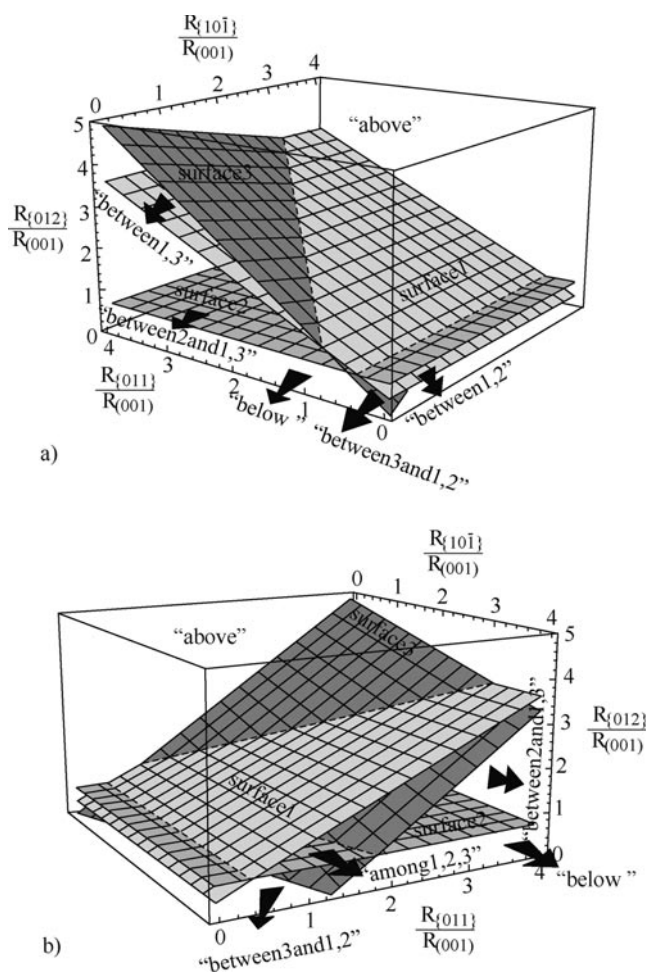 R{101̄}
R(001)
0 1 2 3 4
“above”
5
4
3
2
1
0
R{012}
R(001)
surface3
“between1,3”
surface1
surface2
“between2and1,3”
4 3 2 1 0
R{011}
R(001)
“below ”
“between3and1,2”
“between1,2”
a)
R{101̄}
R(001)
0 1 2 3 4
“above”
surface3
5
4
3
2
1
0
R{012}
R(001)
“between2and1,3”
surface1
surface2
“among1,2,3”
“below ”
0 1 2 3 4
R{011}
R(001)
“between3and1,2”
b)